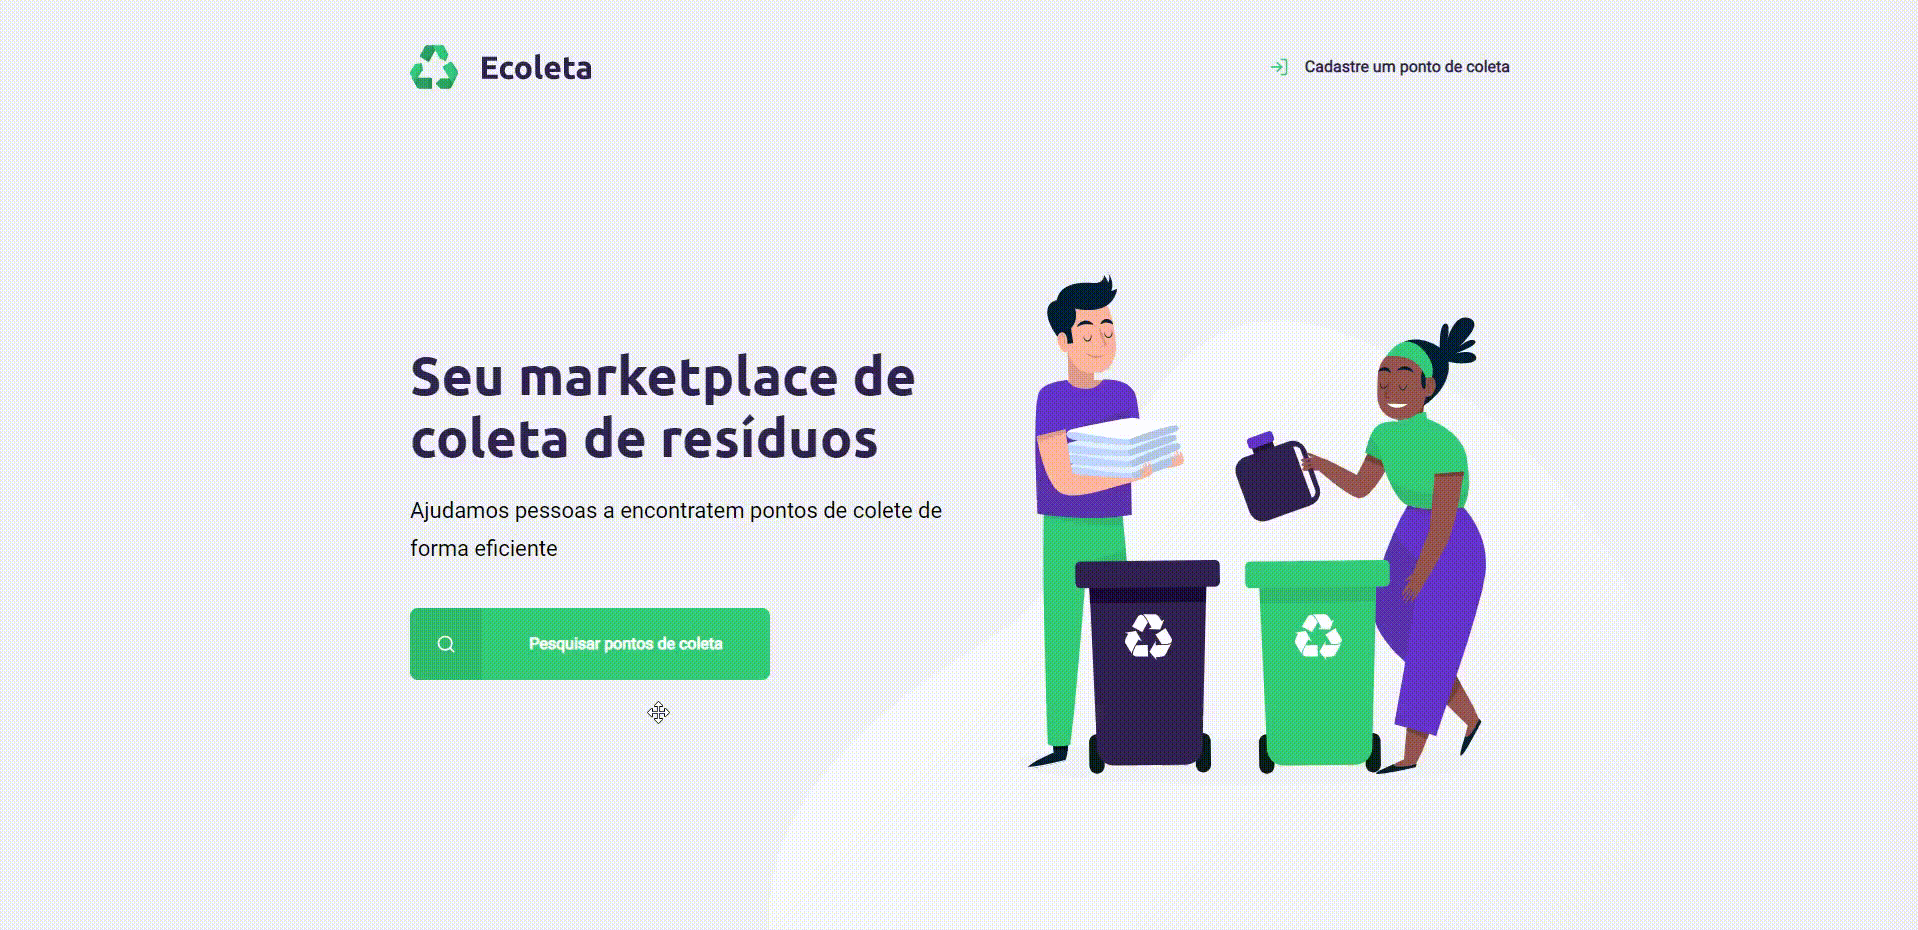 Ecoleta
Cadastre um ponto de coleta
Seu marketplace de
coleta de resíduos
Ajudamos pessoas a encontratem pontos de colete de
forma eficiente
Pesquisar pontos de coleta